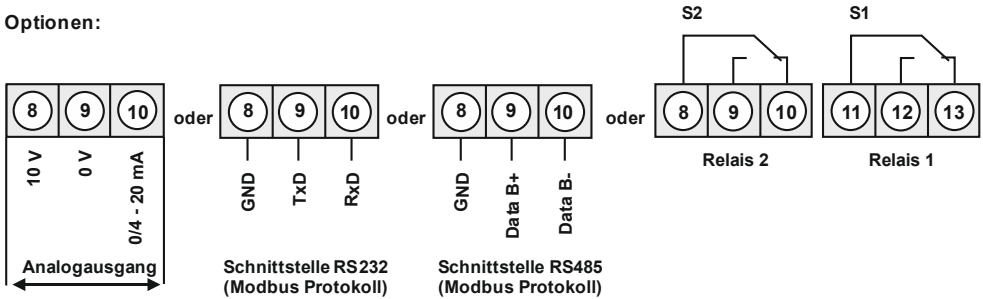 Optionen:
S2
S1
8 9 10
oder
8 9 10
oder
8 9 10
oder
8 9 10
11 12 13
10 V
0 V
0/4 - 20 mA
Analogausgang
GND
TxD
RxD
Schnittstelle RS232
(Modbus Protokoll)
GND
Data B+
Data B-
Schnittstelle RS485
(Modbus Protokoll)
Relais 2
Relais 1